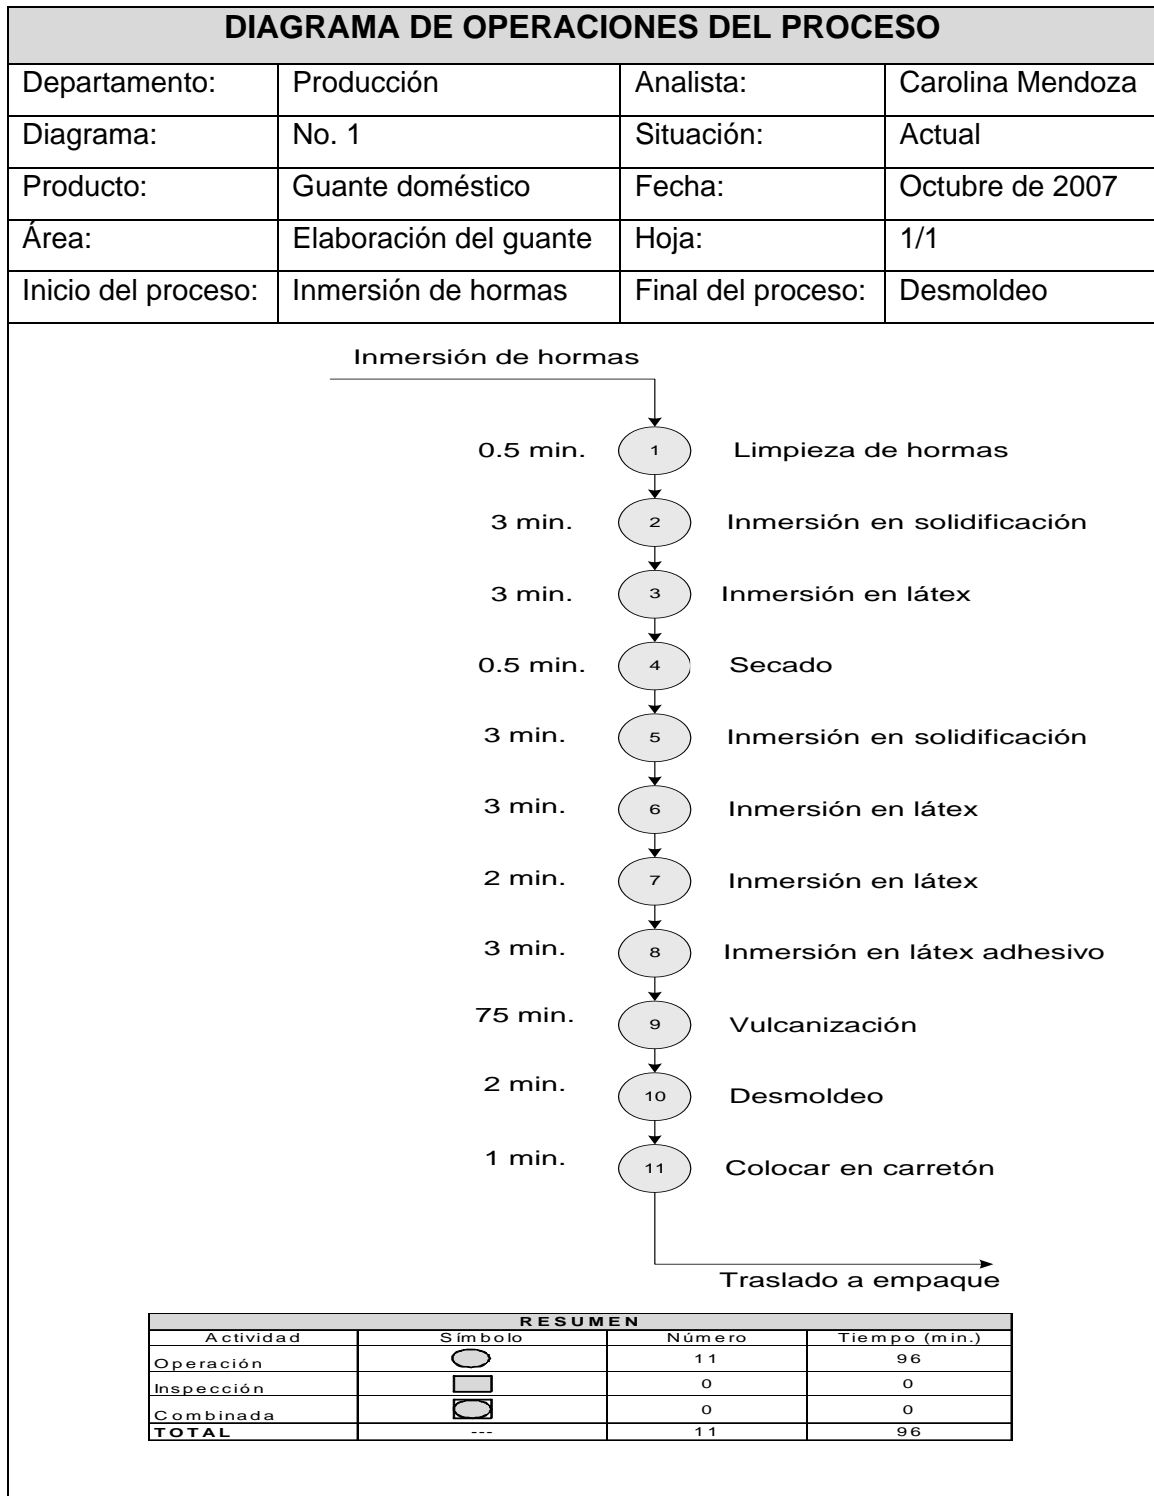 DIAGRAMA DE OPERACIONES DEL PROCESO
Departamento: Producción Analista: Carolina Mendoza
Diagrama: No. 1 Situación: Actual
Producto: Guante doméstico Fecha: Octubre de 2007
Área: Elaboración del guante Hoja: 1/1
Inicio del proceso: Inmersión de hormas Final del proceso: Desmoldeo
Inmersión de hormas
0.5 min. 1 Limpieza de hormas
3 min. 2 Inmersión en solidificación
3 min. 3 Inmersión en látex
0.5 min. 4 Secado
3 min. 5 Inmersión en solidificación
3 min. 6 Inmersión en látex
2 min. 7 Inmersión en látex
3 min. 8 Inmersión en látex adhesivo
75 min. 9 Vulcanización
2 min. 10 Desmoldeo
1 min. 11 Colocar en carretón
Traslado a empaque
RESUMEN
Actividad Símbolo Número Tiempo (min.)
Operación 11 96
Inspección 0 0
Combinada 0 0
TOTAL --- 11 96